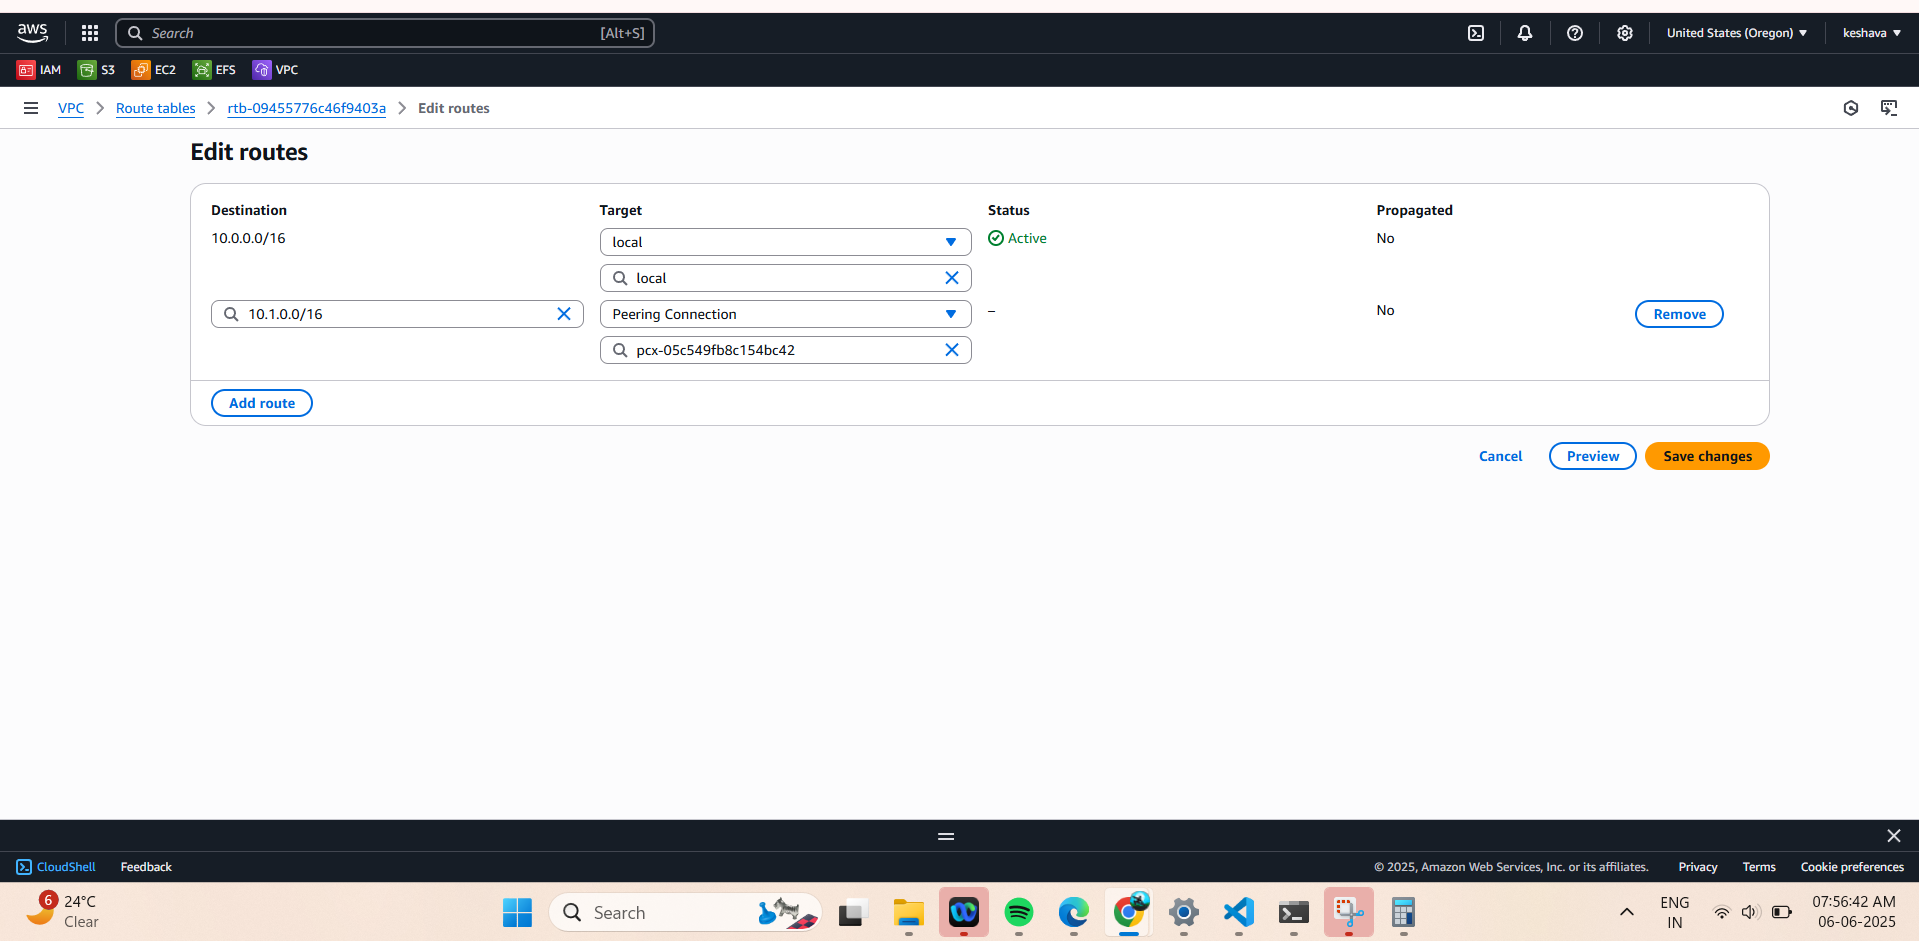 aws
Search [Alt+S]
United States (Oregon)
keshava
IAM S3 EC2 EFS VPC
VPC Route tables rtb-09455776c46f9403a Edit routes
Edit routes
Destination Target Status Propagated
10.0.0.0/16 local Active No
local
10.1.0.0/16 Peering Connection – No Remove
pcx-05c549fb8c154bc42
Add route
Cancel Preview Save changes
CloudShell Feedback © 2025, Amazon Web Services, Inc. or its affiliates. Privacy Terms Cookie preferences
6
24°C
Clear
Search
ENG
IN
07:56:42 AM
06-06-2025